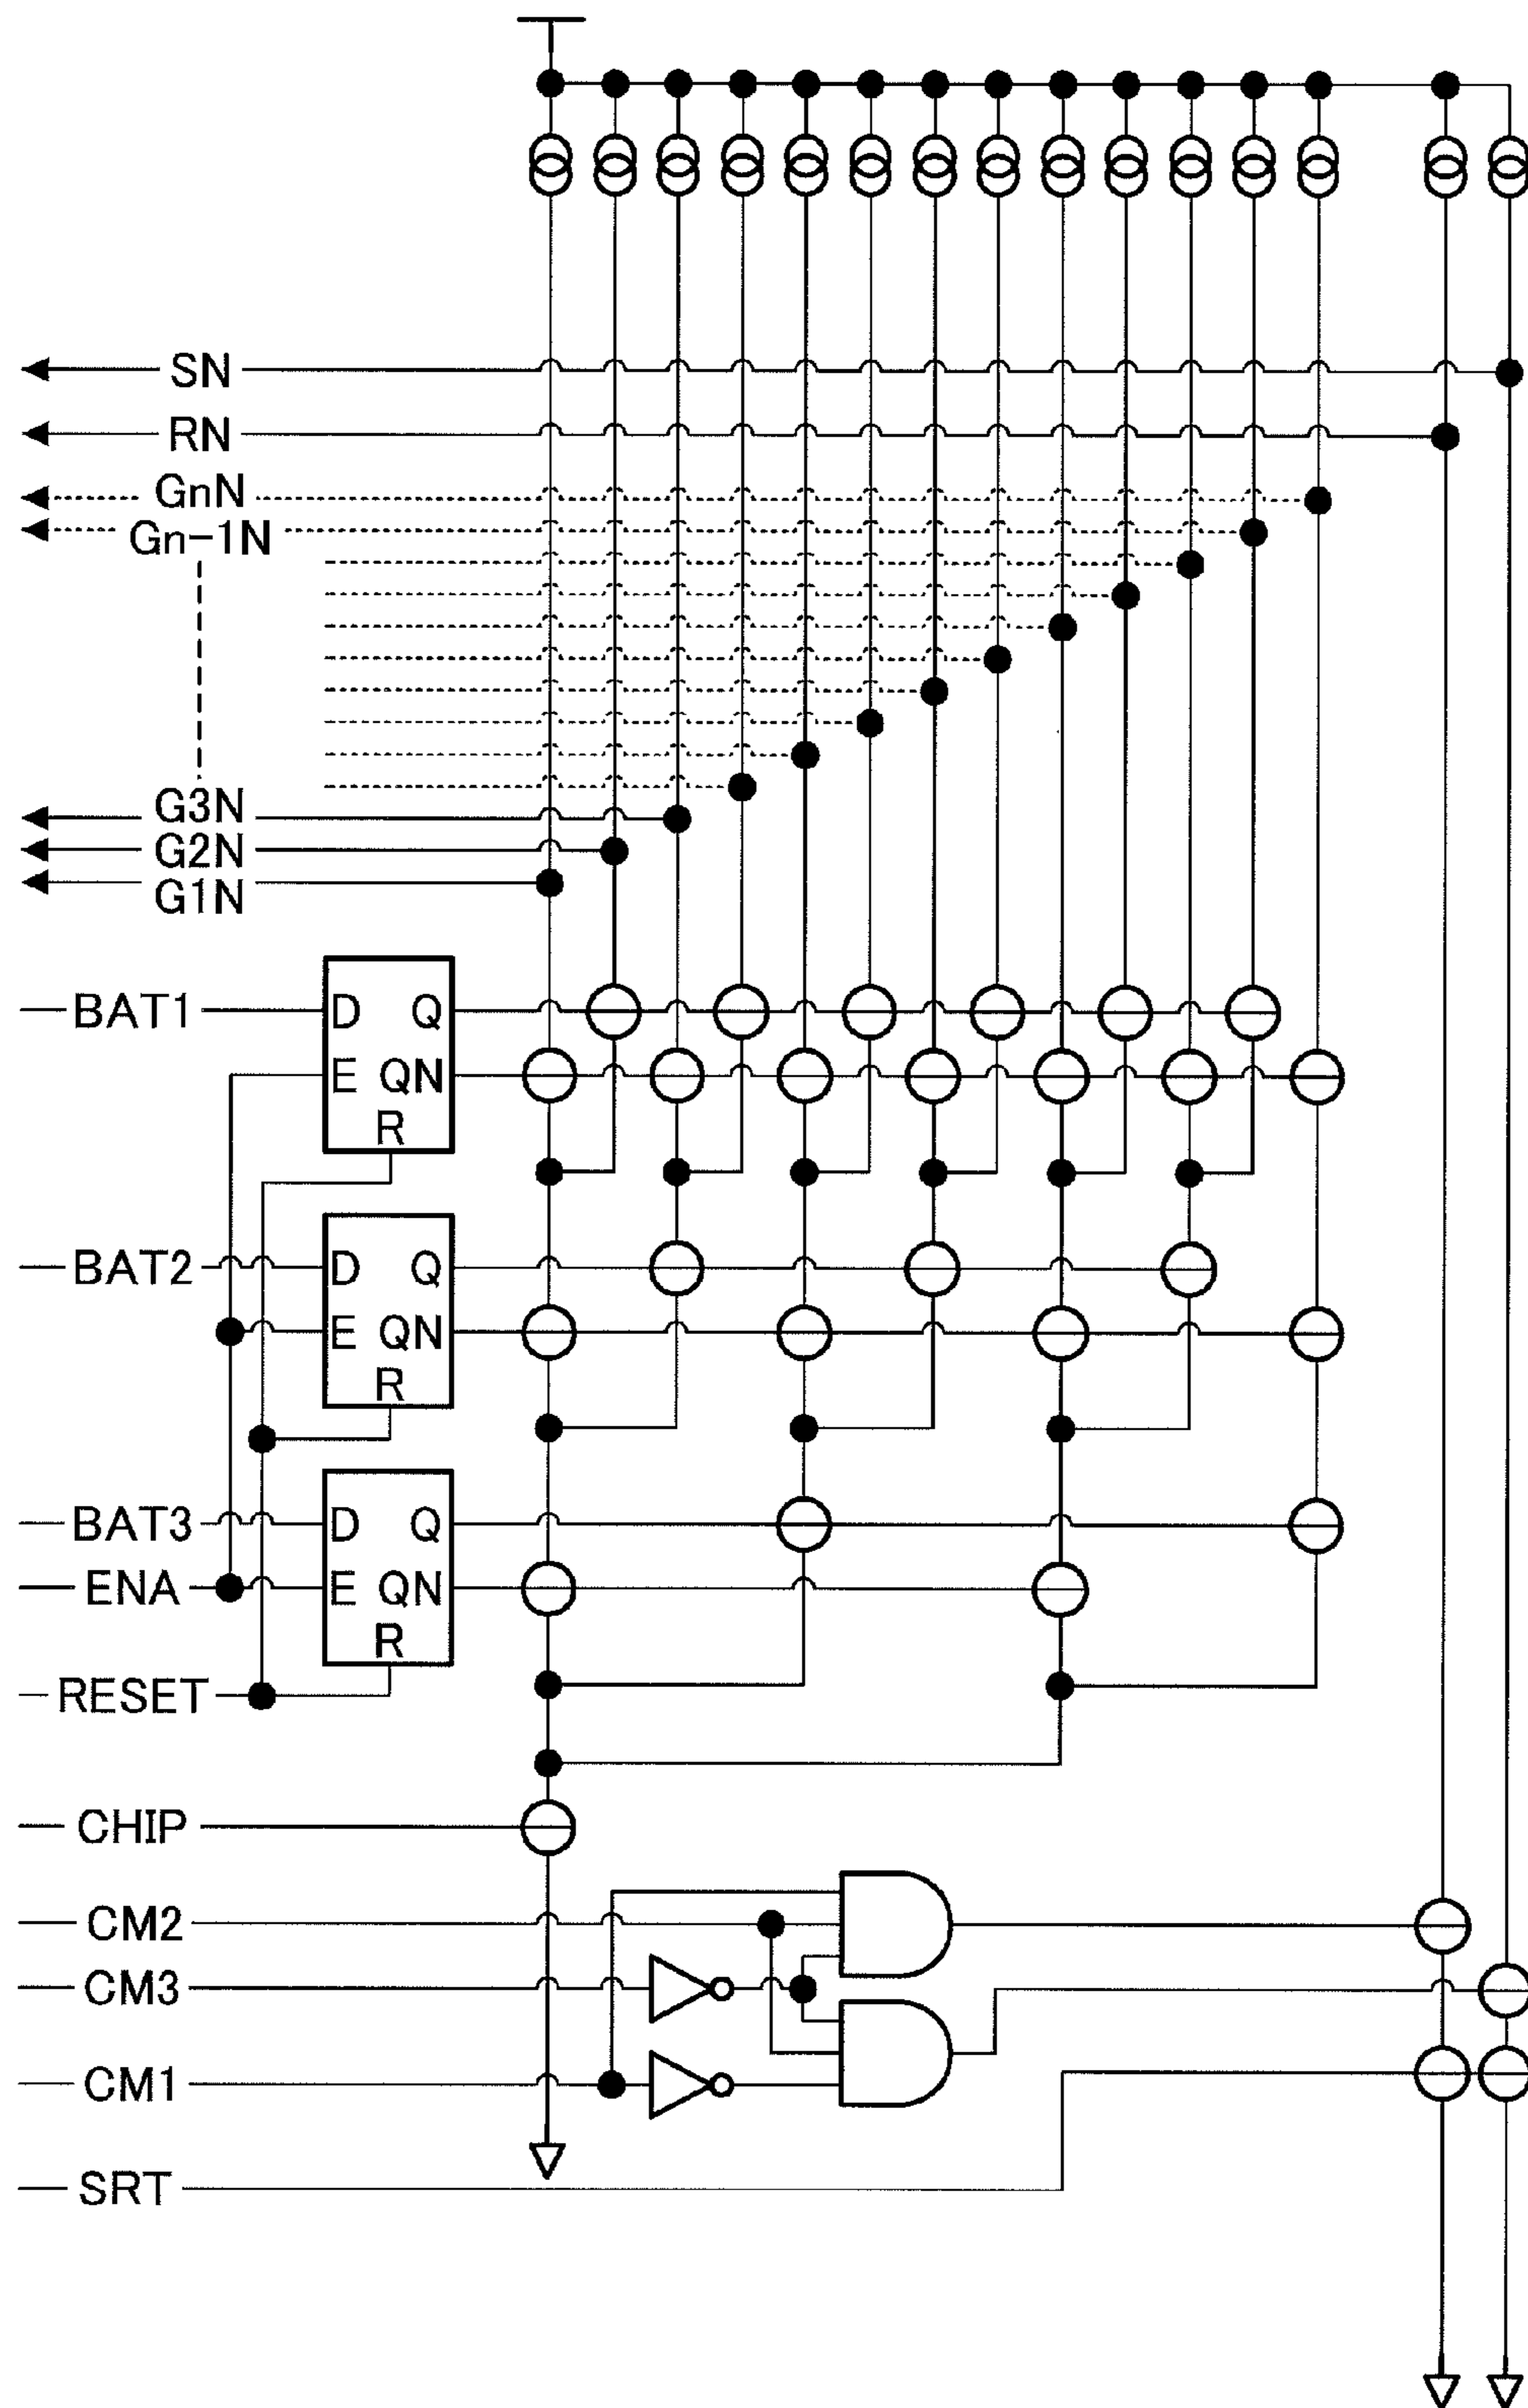 SN
RN
GnN
Gn-1N
G3N
G2N
G1N
BAT1
D Q
E QN
R
BAT2
D Q
E QN
R
BAT3
D Q
ENA
E QN
R
RESET
CHIP
CM2
CM3
CM1
SRT